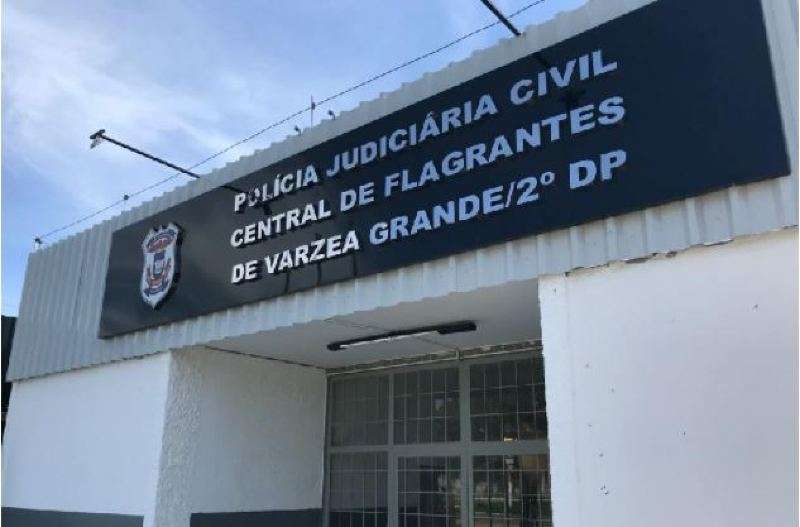 POLÍCIA JUDICIÁRIA CIVIL
CENTRAL DE FLAGRANTES
DE VARZEA GRANDE/2º DP